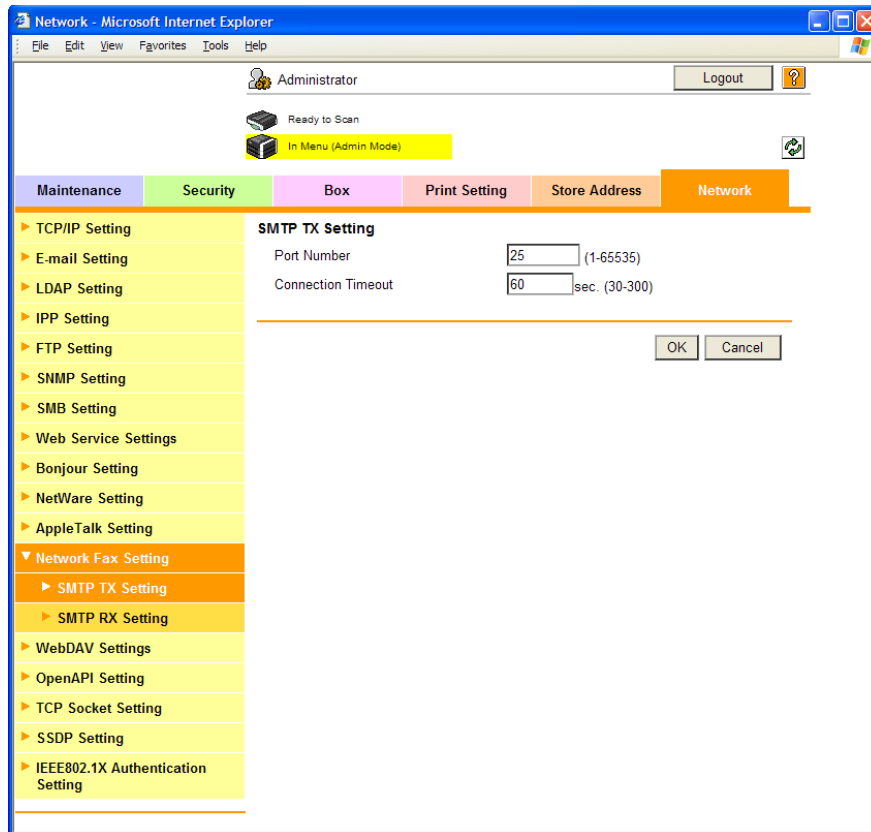 Network - Microsoft Internet Explorer
File Edit View Favorites Tools Help
Administrator
Logout
?
Ready to Scan
In Menu (Admin Mode)
Maintenance Security Box Print Setting Store Address Network
TCP/IP Setting
E-mail Setting
LDAP Setting
IPP Setting
FTP Setting
SNMP Setting
SMB Setting
Web Service Settings
Bonjour Setting
NetWare Setting
AppleTalk Setting
Network Fax Setting
SMTP TX Setting
SMTP RX Setting
WebDAV Settings
OpenAPI Setting
TCP Socket Setting
SSDP Setting
IEEE802.1X Authentication
Setting
SMTP TX Setting
Port Number 25 (1-65535)
Connection Timeout 60 sec. (30-300)
OK Cancel